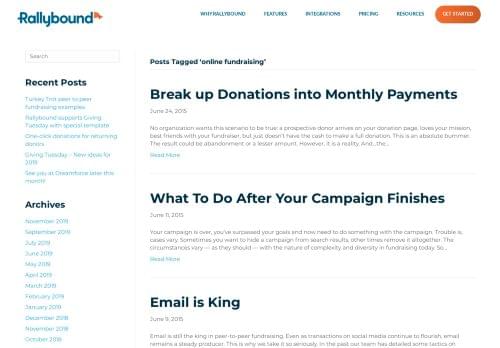 Rallybound
WHY RALLYBOUND
FEATURES
INTEGRATIONS
PRICING
RESOURCES
GET STARTED
Search
Recent Posts
Turkey Trot peer to peer
fundraising examples
Rallybound supports Giving
Tuesday with special template
One-click donations for returning
donors
Giving Tuesday – New ideas for
2019
See you at Dreamforce later this
month!
Archives
November 2019
September 2019
July 2019
June 2019
May 2019
April 2019
March 2019
February 2019
January 2019
December 2018
November 2018
October 2018
Posts Tagged ‘online fundraising’
Break up Donations into Monthly Payments
June 24, 2015
No organization wants this scenario to be true: a prospective donor arrives on your donation page, loves your mission,
best friends with your fundraiser, but just doesn't have the cash to make a full donation. This is an absolute bummer.
The result could be abandonment or a lesser amount. However, it is a reality. And...the...
Read More
What To Do After Your Campaign Finishes
June 11, 2015
Your campaign is over, you've surpassed your goals and now need to do something with the campaign. Trouble is,
cases vary. Sometimes you want to hide a campaign from search results, other times remove it altogether. The
circumstances vary — as they should — with the nature of complexity and diversity in fundraising today. So...
Read More
Email is King
June 9, 2015
Email is still the king in peer-to-peer fundraising. Even as transactions on social media continue to flourish, email
remains a steady producer. This is why we take it so seriously. In the past our team has detailed some tactics on